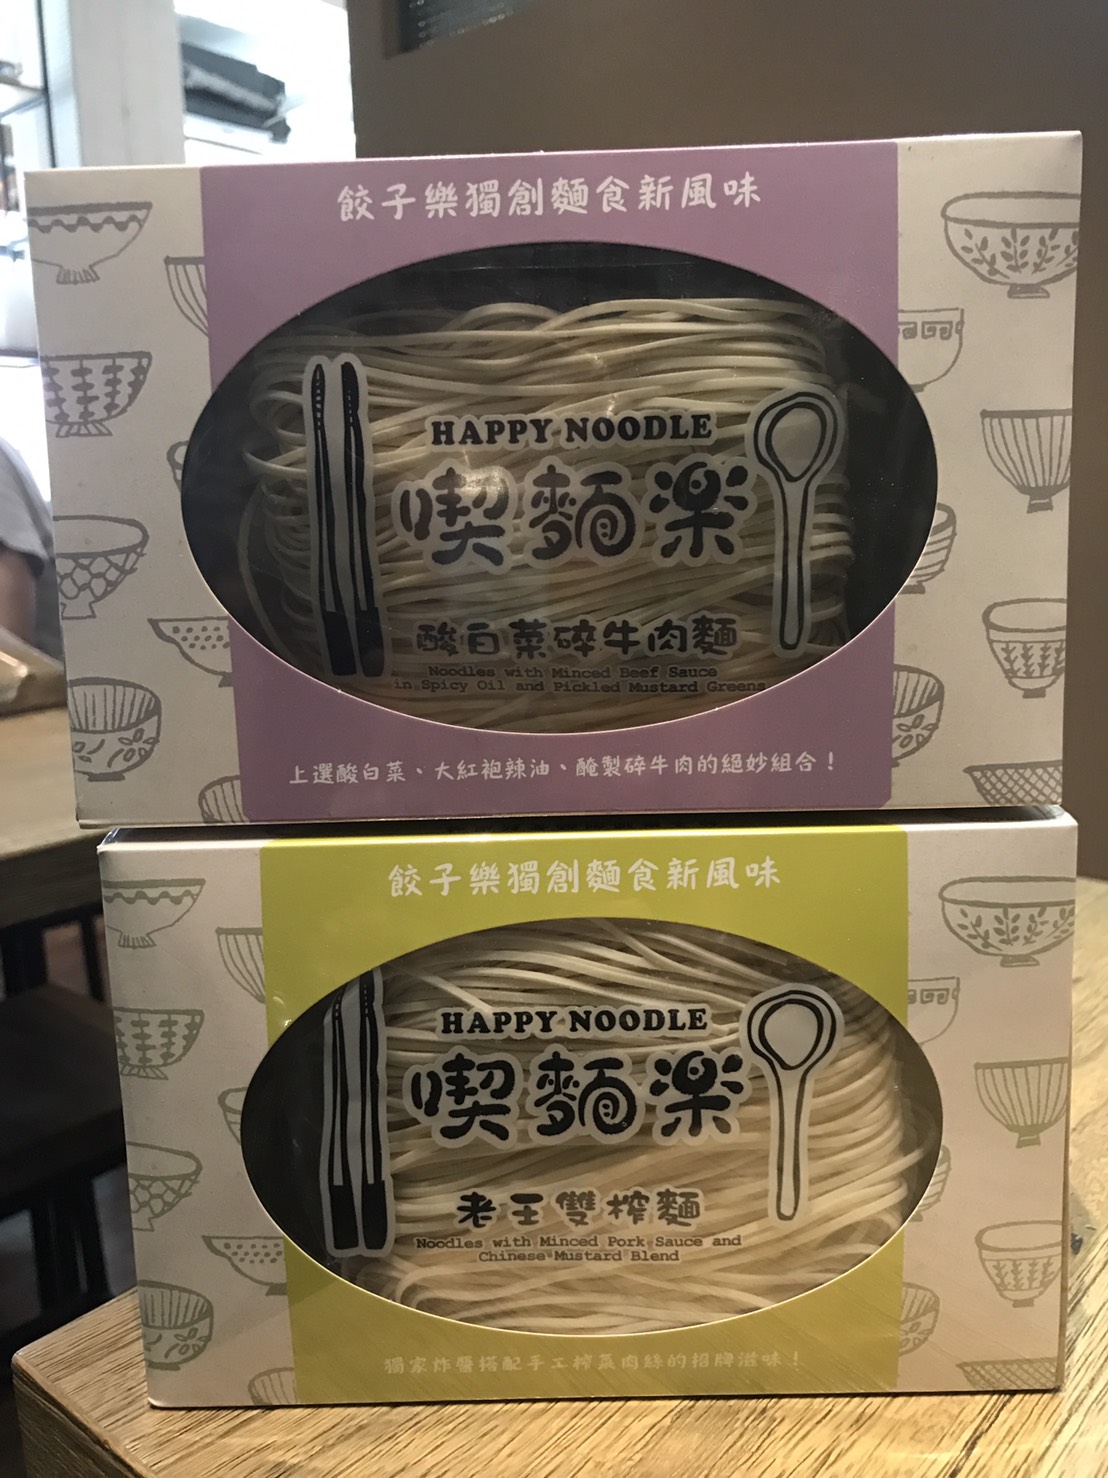 餃子樂獨創麵食新風味
HAPPY NOODLE
喫麵楽
酸白菜碎牛肉麵
Noodles with Minced Beef Sauce
in Spicy Oil and Pickled Mustard Greens
上選酸白菜、大紅袍辣油、醃製碎牛肉的絕妙組合！
餃子樂獨創麵食新風味
HAPPY NOODLE
喫麵楽
老王雙榨麵
Noodles with Minced Pork Sauce and
Chinese Mustard Blend
獨家炸醬搭配手工榨菜肉絲的招牌滋味！